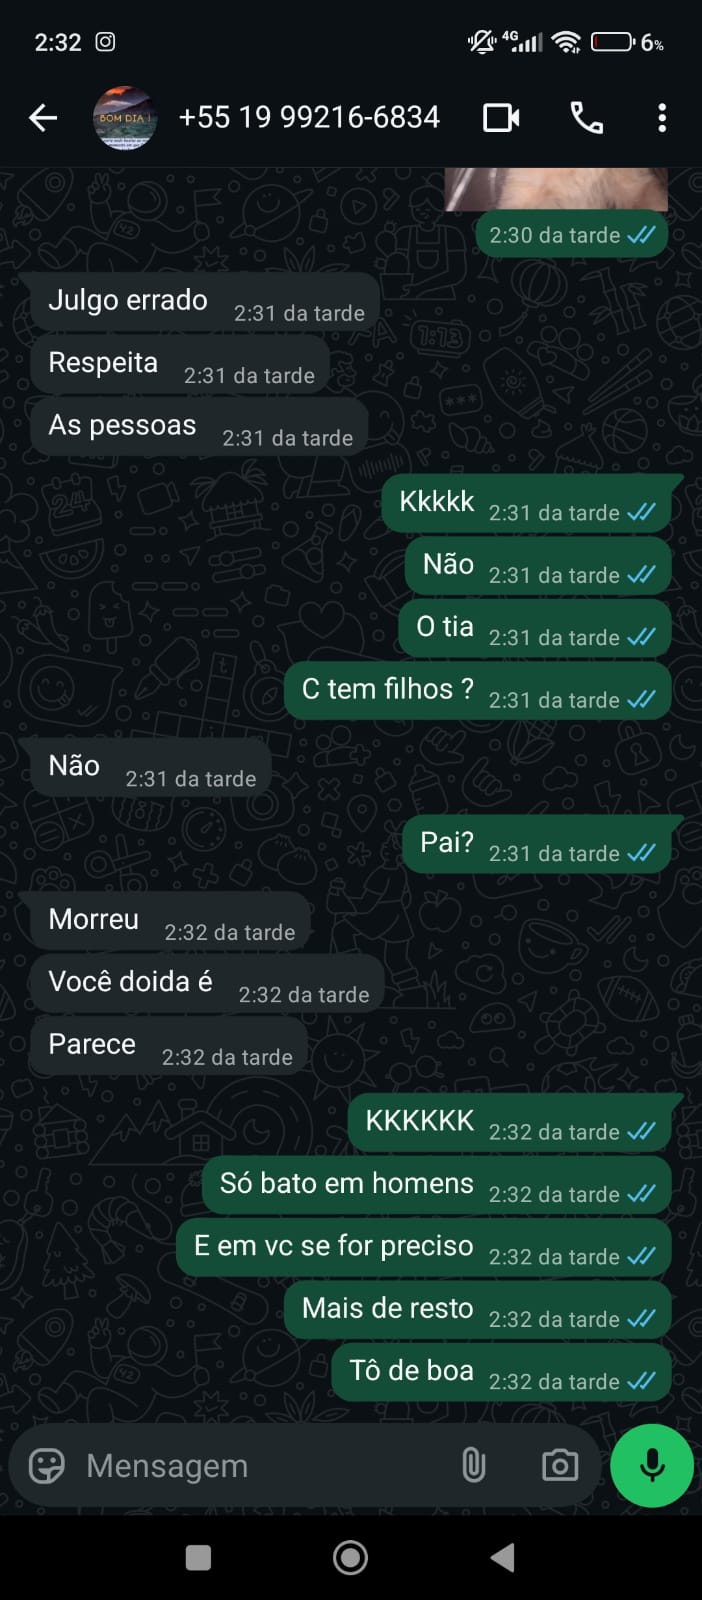 2:32 4G 6%
BOM DIA !
+55 19 99216-6834
2:30 da tarde
Julgo errado 2:31 da tarde
Respeita 2:31 da tarde
As pessoas 2:31 da tarde
Kkkkk 2:31 da tarde
Não 2:31 da tarde
O tia 2:31 da tarde
C tem filhos ? 2:31 da tarde
Não 2:31 da tarde
Pai? 2:31 da tarde
Morreu 2:32 da tarde
Você doida é 2:32 da tarde
Parece 2:32 da tarde
KKKKKK 2:32 da tarde
Só bato em homens 2:32 da tarde
E em vc se for preciso 2:32 da tarde
Mais de resto 2:32 da tarde
Tô de boa 2:32 da tarde
Mensagem